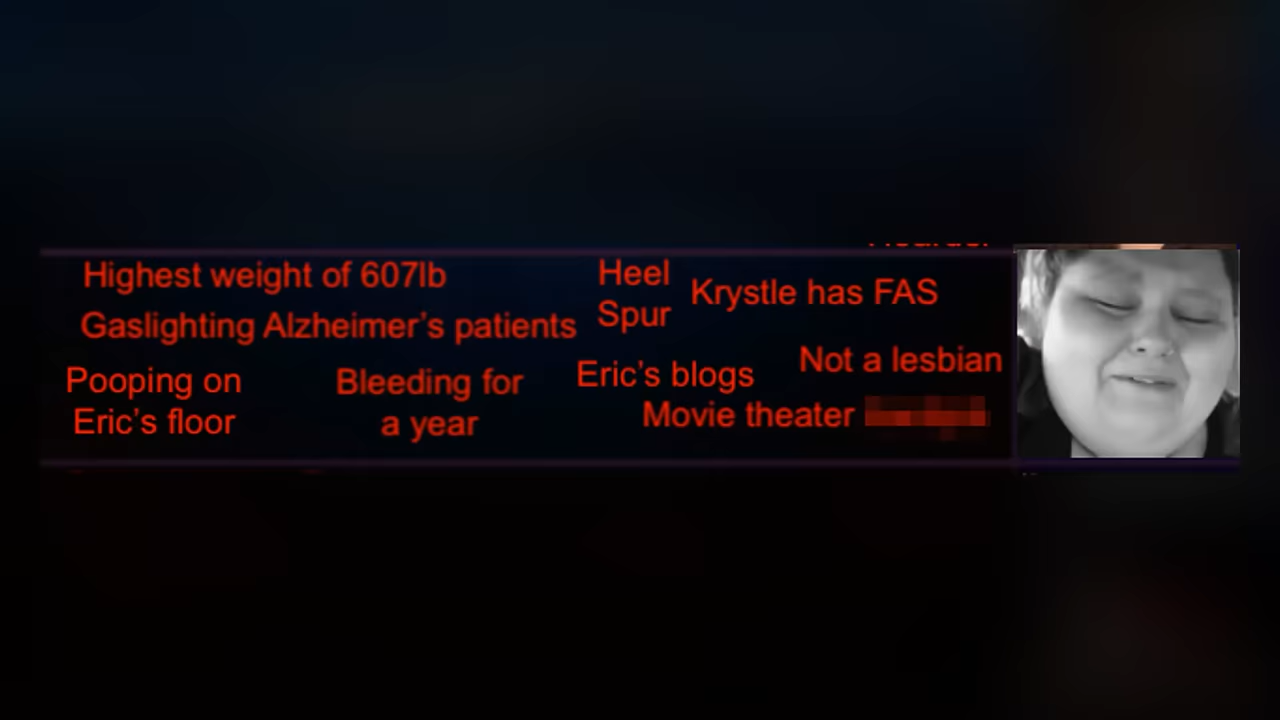 Highest weight of 607lb
Heel
Spur
Krystle has FAS
Gaslighting Alzheimer's patients
Not a lesbian
Pooping on
Eric's floor
Bleeding for
a year
Eric's blogs
Movie theater